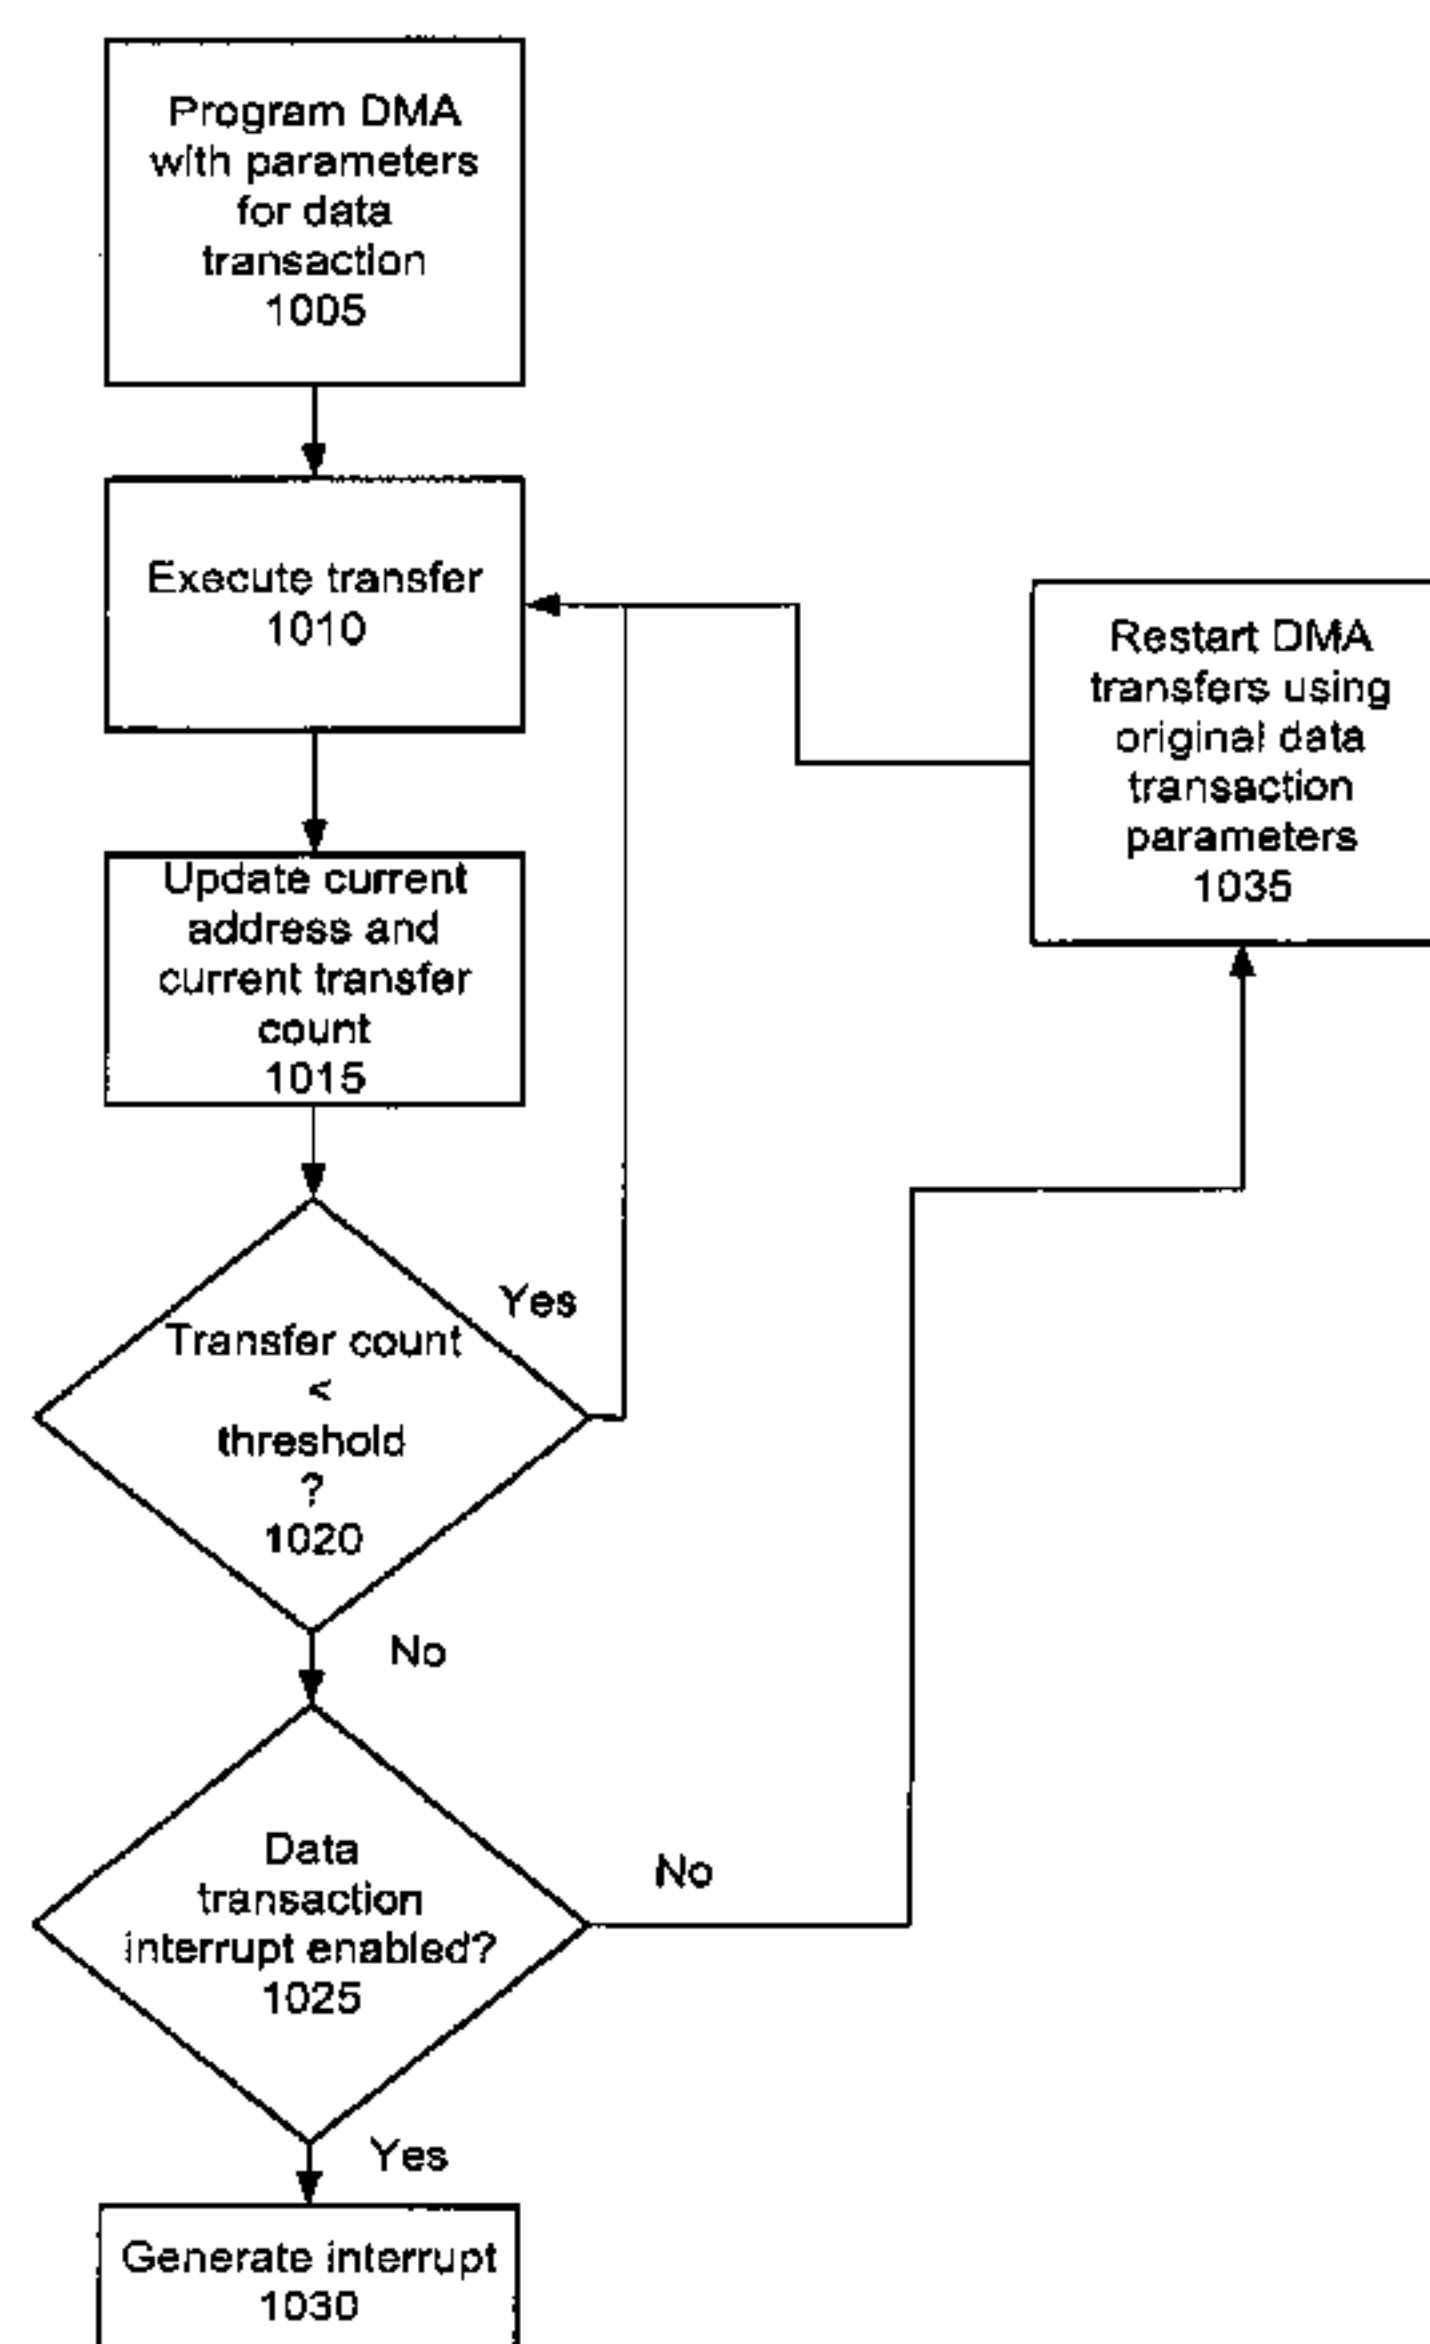 Program DMA
with parameters
for data
transaction
1005
Execute transfer
1010
Restart DMA
transfers using
original data
transaction
parameters
1035
Update current
address and
current transfer
count
1015
Yes
Transfer count
<
threshold
?
1020
No
Data
transaction
interrupt enabled?
1025
No
Yes
Generate interrupt
1030